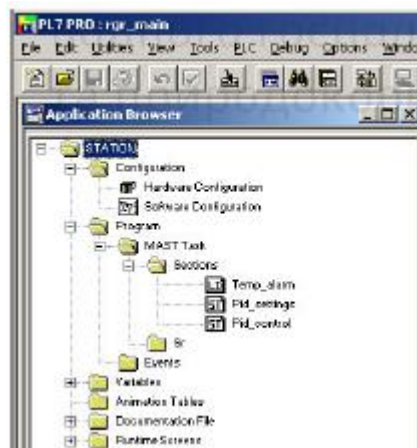 PL7 PRO : rgr_main
File Edit Utilities View Tools PLC Debug Options
Application Browser
STATION
Configuration
Hardware Configuration
Software Configuration
Program
MAST Task
Sections
Temp_alarm
Pid_settings
Pid_control
Sr
Events
Variables
Animation Tables
Documentation File
Runtime Screens